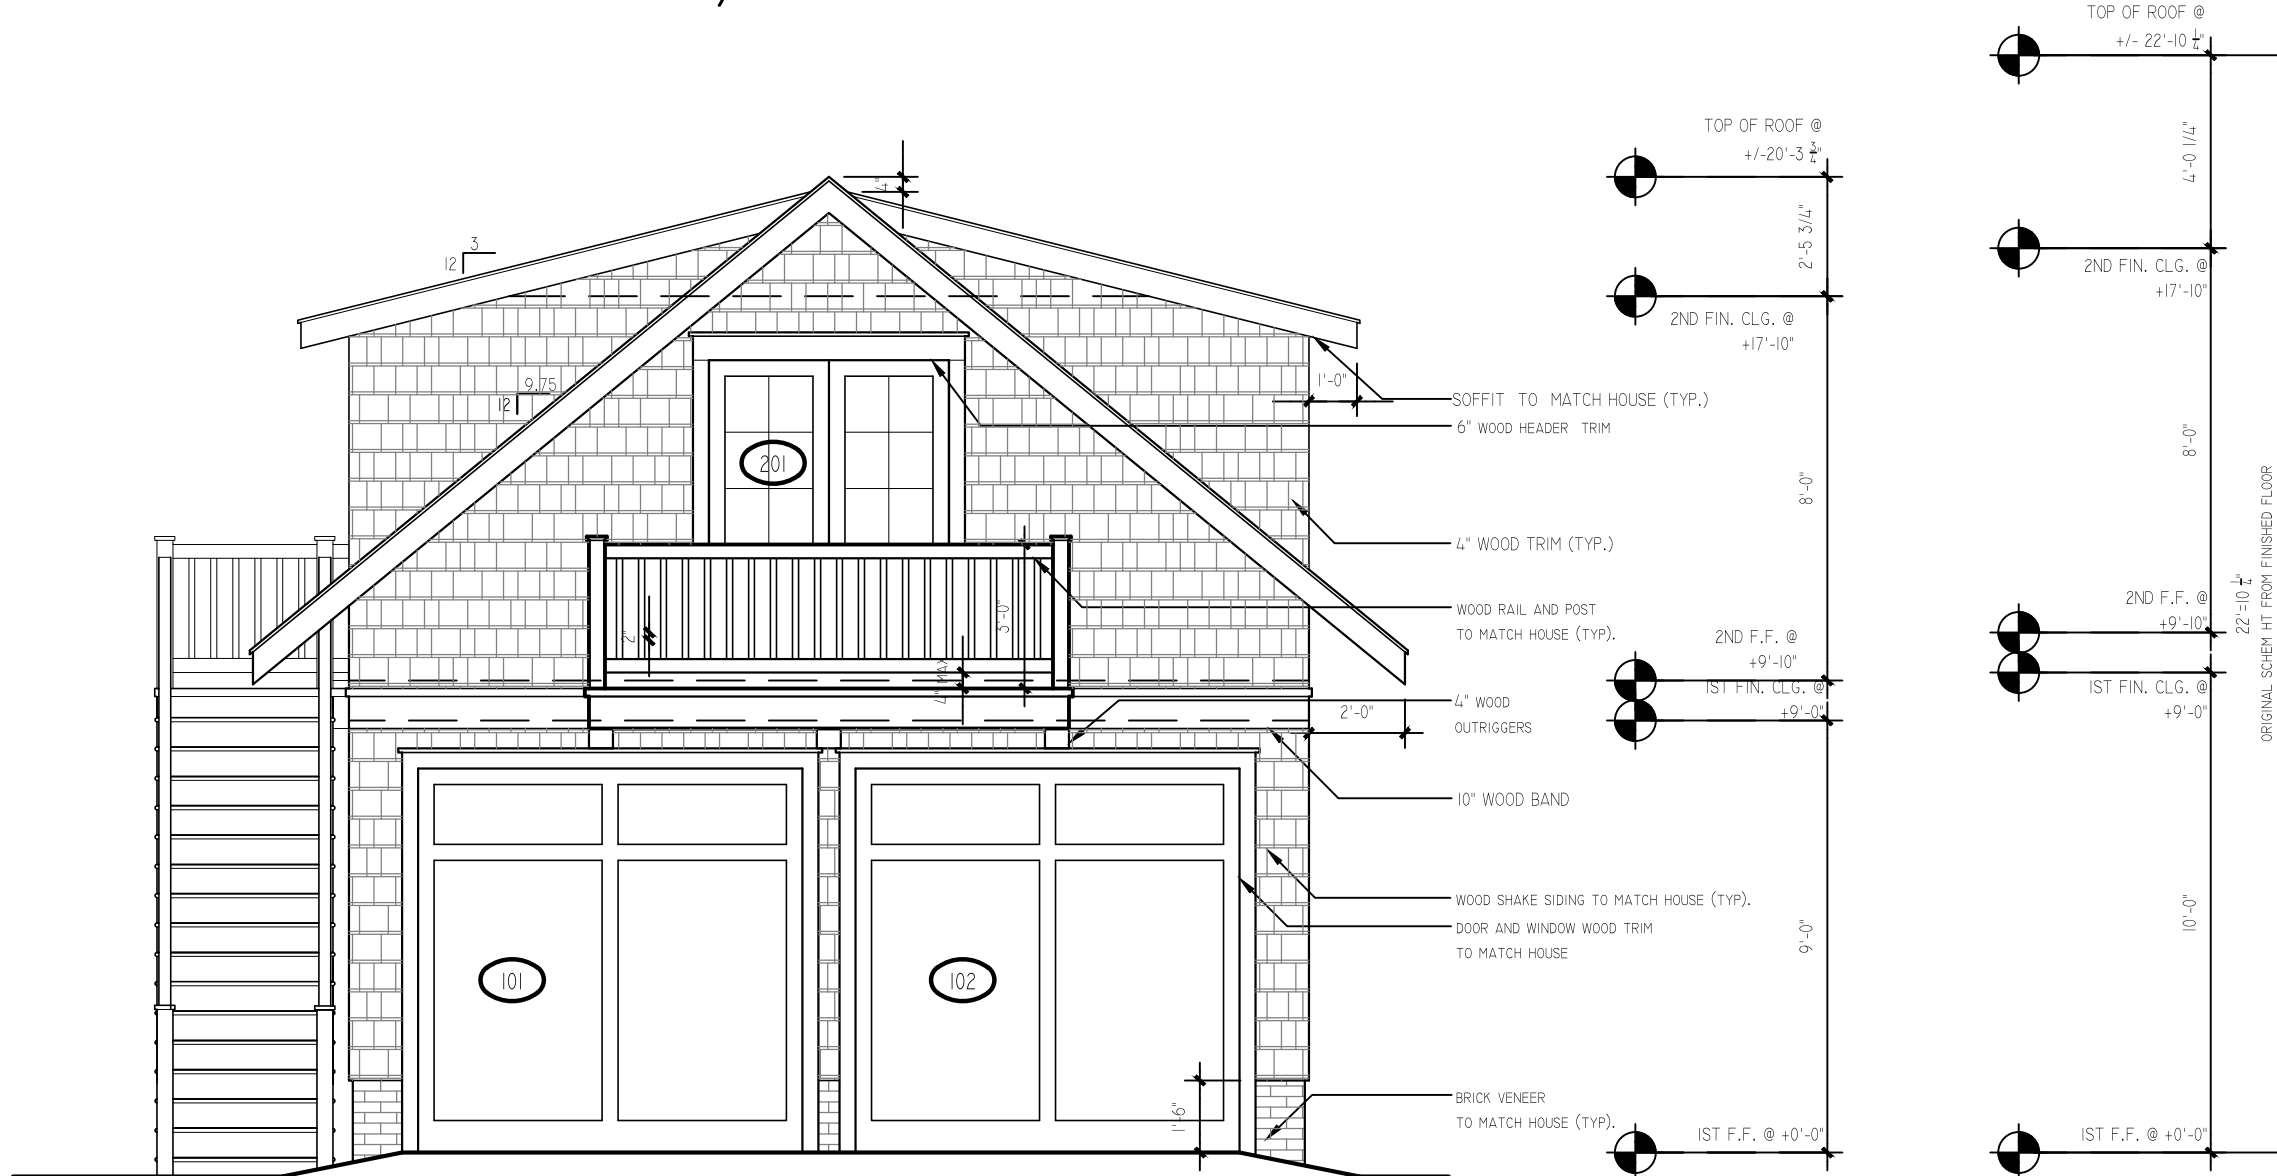 TOP OF ROOF @
+/- 22'-10 1/4"
4'-0 1/4"
2ND FIN. CLG. @
+17'-10"
8'-0"
2ND F.F. @
+9'-10"
1ST FIN. CLG. @
+9'-0"
10'-0"
1ST F.F. @ +0'-0"
22'=10 1/4"
ORIGINAL SCHEM HT FROM FINISHED FLOOR
TOP OF ROOF @
+/-20'-3 3/4"
2'-5 3/4"
2ND FIN. CLG. @
+17'-10"
8'-0"
2ND F.F. @
+9'-10"
1ST FIN. CLG. @
+9'-0"
9'-0"
1ST F.F. @ +0'-0"
4"
3
12
9.75
12
1'-0"
SOFFIT TO MATCH HOUSE (TYP.)
6" WOOD HEADER TRIM
201
4" WOOD TRIM (TYP.)
2"
3'-0"
WOOD RAIL AND POST
TO MATCH HOUSE (TYP).
4" MAX
4" WOOD
OUTRIGGERS
2'-0"
10" WOOD BAND
WOOD SHAKE SIDING TO MATCH HOUSE (TYP).
DOOR AND WINDOW WOOD TRIM
TO MATCH HOUSE
101
102
1'-6"
BRICK VENEER
TO MATCH HOUSE (TYP).